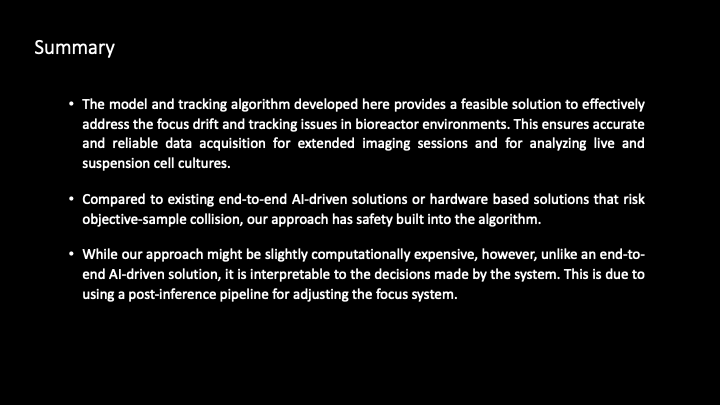 Summary
• The model and tracking algorithm developed here provides a feasible solution to effectively
address the focus drift and tracking issues in bioreactor environments. This ensures accurate
and reliable data acquisition for extended imaging sessions and for analyzing live and
suspension cell cultures.
• Compared to existing end-to-end AI-driven solutions or hardware based solutions that risk
objective-sample collision, our approach has safety built into the algorithm.
• While our approach might be slightly computationally expensive, however, unlike an end-to-
end AI-driven solution, it is interpretable to the decisions made by the system. This is due to
using a post-inference pipeline for adjusting the focus system.